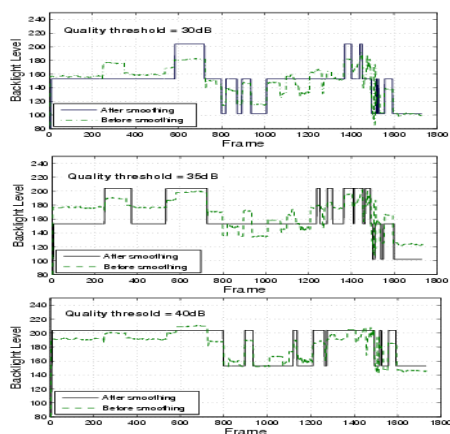 Quality threshold = 30dB
Backlight Level
240
220
200
180
160
140
120
100
80
After smoothing
Before smoothing
0 200 400 600 800 1000 1200 1400 1600 1800
Frame
Quality thresold = 35dB
Backlight Level
240
220
200
180
160
140
120
100
80
After smoothing
Before smoothing
0 200 400 600 800 1000 1200 1400 1600 1800
Frame
Quality thresold = 40dB
Backlight Level
240
220
200
180
160
140
120
100
80
After smoothing
Before smoothing
0 200 400 600 800 1000 1200 1400 1600 1800
Frame